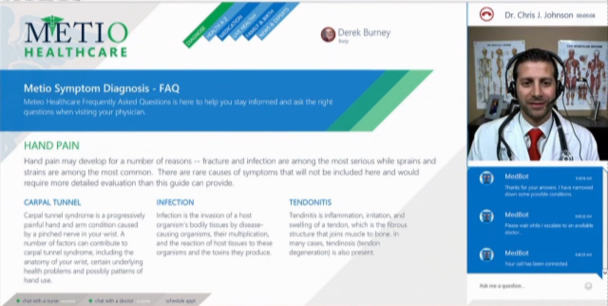 METIO
HEALTHCARE
DIAGNOSE
Derek Burney
Metio Symptom Diagnosis - FAQ
Meteo Healthcare Frequently Asked Questions is here to help you stay informed and ask the right
questions when visiting your physician.
HAND PAIN
Hand pain may develop for a number of reasons -- fracture and infection are among the most serious while sprains and
strains are among the most common. There are rare causes of symptoms that will not be included here and would
require more detailed evaluation than this guide can provide.
CARPAL TUNNEL
Carpal tunnel syndrome is a progressively
painful hand and arm condition caused
by a pinched nerve in your wrist. A
number of factors can contribute to
carpal tunnel syndrome, including the
anatomy of your wrist, certain underlying
health problems and possibly patterns of
hand use.
INFECTION
Infection is the invasion of a host
organism's bodily tissues by disease-
causing organisms, their multiplication,
and the reaction of host tissues to these
organisms and the toxins they produce.
TENDONITIS
Tendinitis is inflammation, irritation, and
swelling of a tendon, which is the fibrous
structure that joins muscle to bone. In
many cases, tendinosis (tendon
degeneration) is also present.
chat with a nurse
chat with a doctor
schedule appt.
Dr. Chris J. Johnson
MedBot
Thanks for your answers. I have narrowed
down some possible conditions.
MedBot
Please wait while I escalate to an available
doctor...
MedBot
Your call has been connected.
Ask me a question...